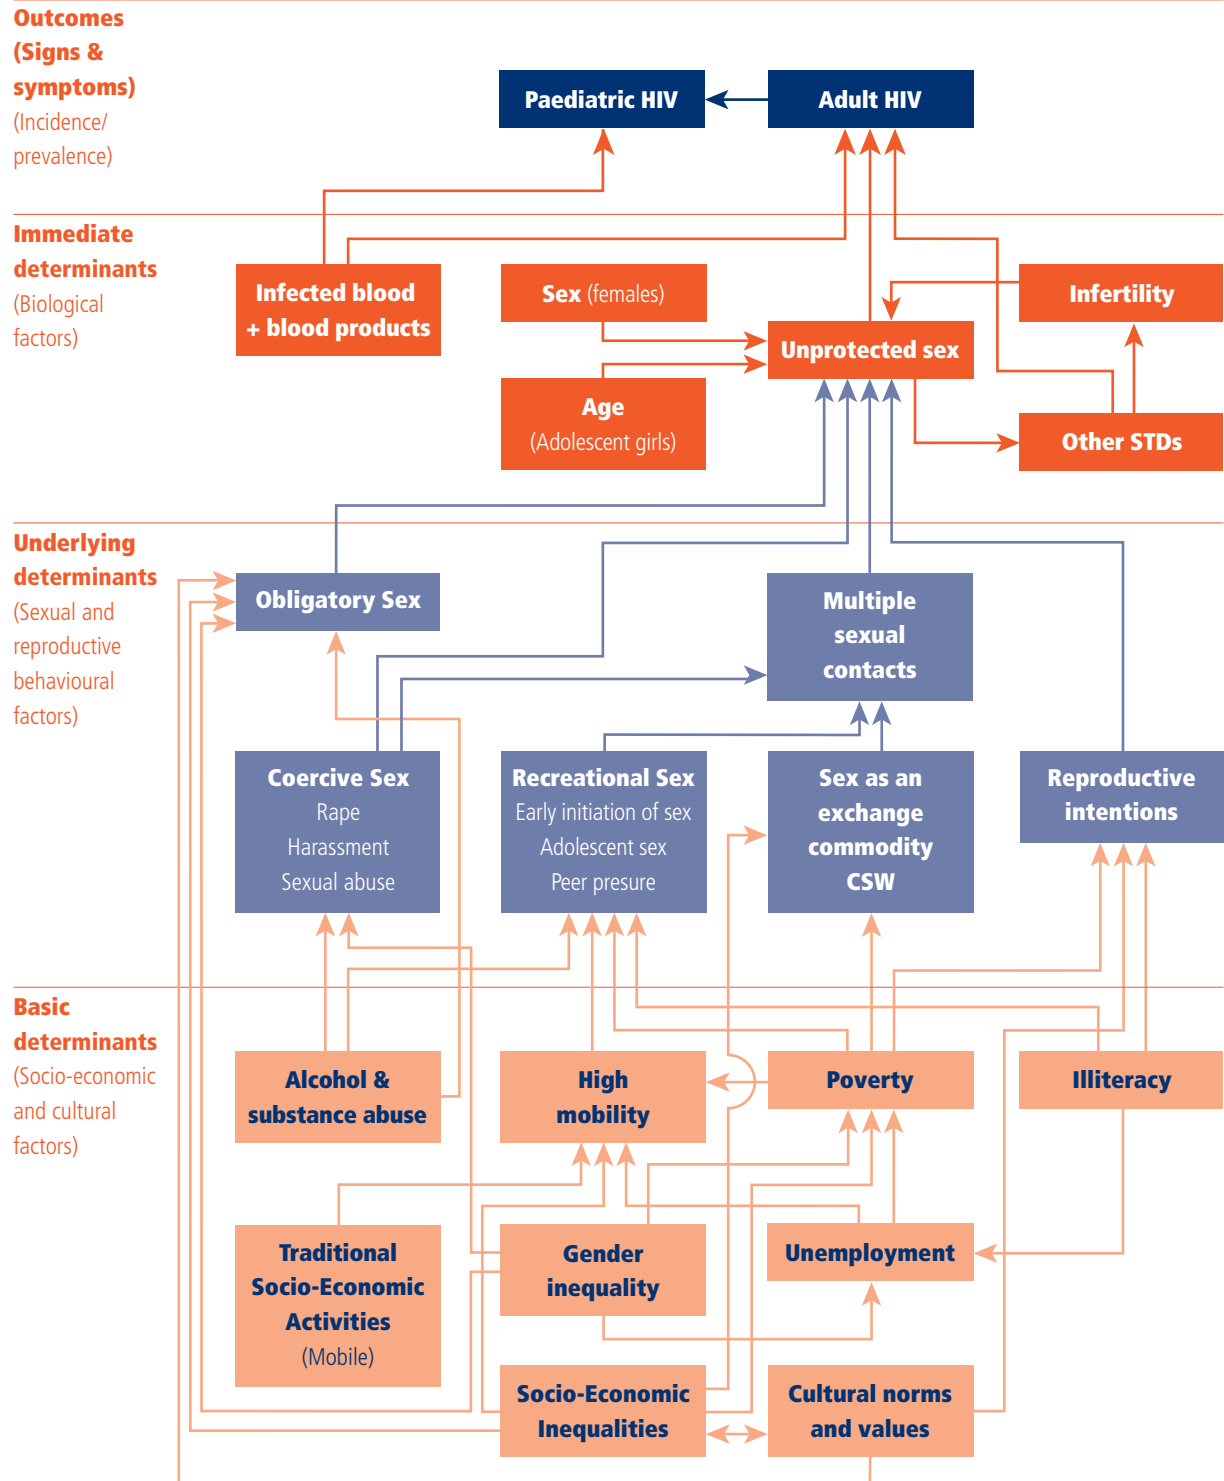 Outcomes
(Signs &
symptoms)
(Incidence/
prevalence)
Paediatric HIV
Adult HIV
Immediate
determinants
(Biological
factors)
Infected blood
+ blood products
Sex (females)
Infertility
Unprotected sex
Age
(Adolescent girls)
Other STDs
Underlying
determinants
(Sexual and
reproductive
behavioural
factors)
Obligatory Sex
Multiple
sexual
contacts
Coercive Sex
Rape
Harassment
Sexual abuse
Recreational Sex
Early initiation of sex
Adolescent sex
Peer presure
Sex as an
exchange
commodity
CSW
Reproductive
intentions
Basic
determinants
(Socio-economic
and cultural
factors)
Alcohol &
substance abuse
High
mobility
Poverty
Illiteracy
Traditional
Socio-Economic
Activities
(Mobile)
Gender
inequality
Unemployment
Socio-Economic
Inequalities
Cultural norms
and values